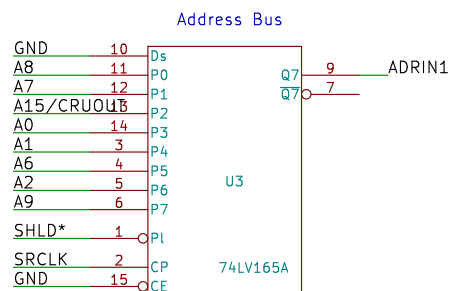 Address Bus
GND 10 Ds
A8 11 P0 Q7 9 ADRIN1
A7 12 P1 Q7 7
A15/CRUOUT 13 P2
A0 14 P3
A1 3 P4
A6 4 P5
U3
A2 5 P6
A9 6 P7
SHLD* 1 Pl
SRCLK 2 CP 74LV165A
GND 15 CE